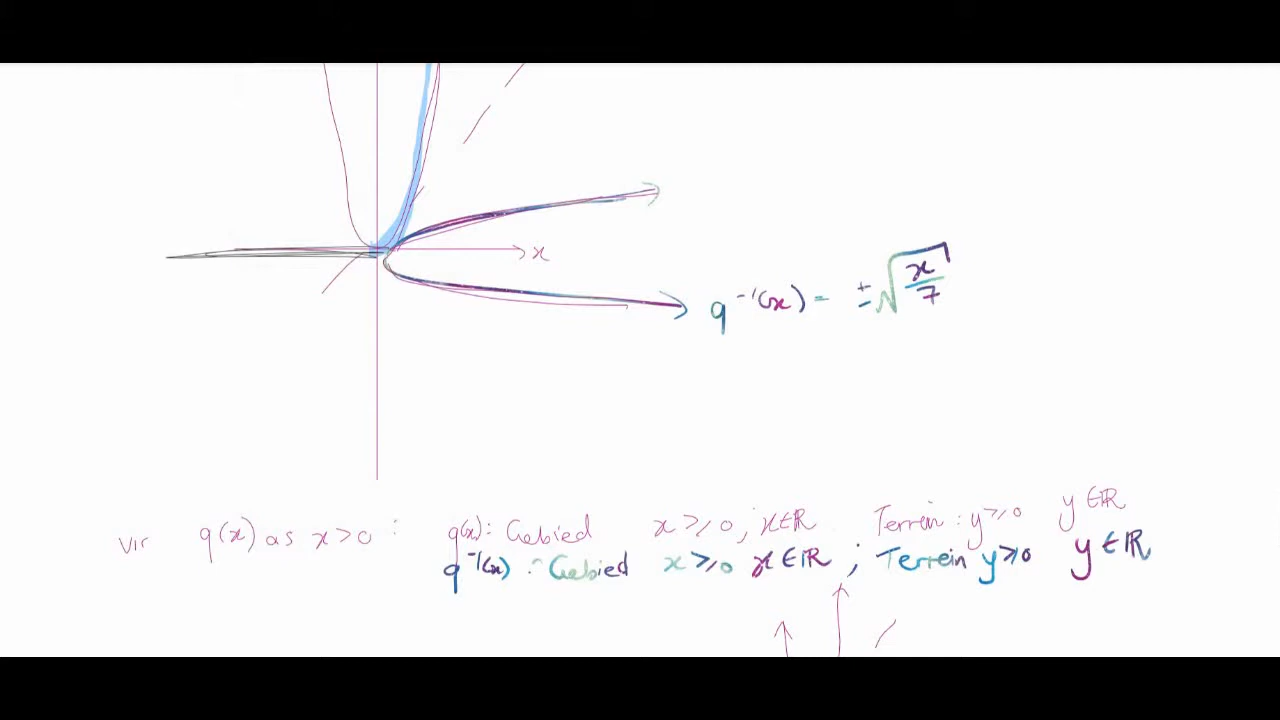 x
q⁻¹(x) = ±√(x/7)
vir q(x) as x>0 : q(x): Gebied x ≥ 0 ; x∈ℝ Terrein : y ≥ 0 y ∈ℝ
q⁻¹(x) : Gebied x ≥ 0 x ∈ ℝ ; Terrein y ≥ 0 y ∈ ℝ